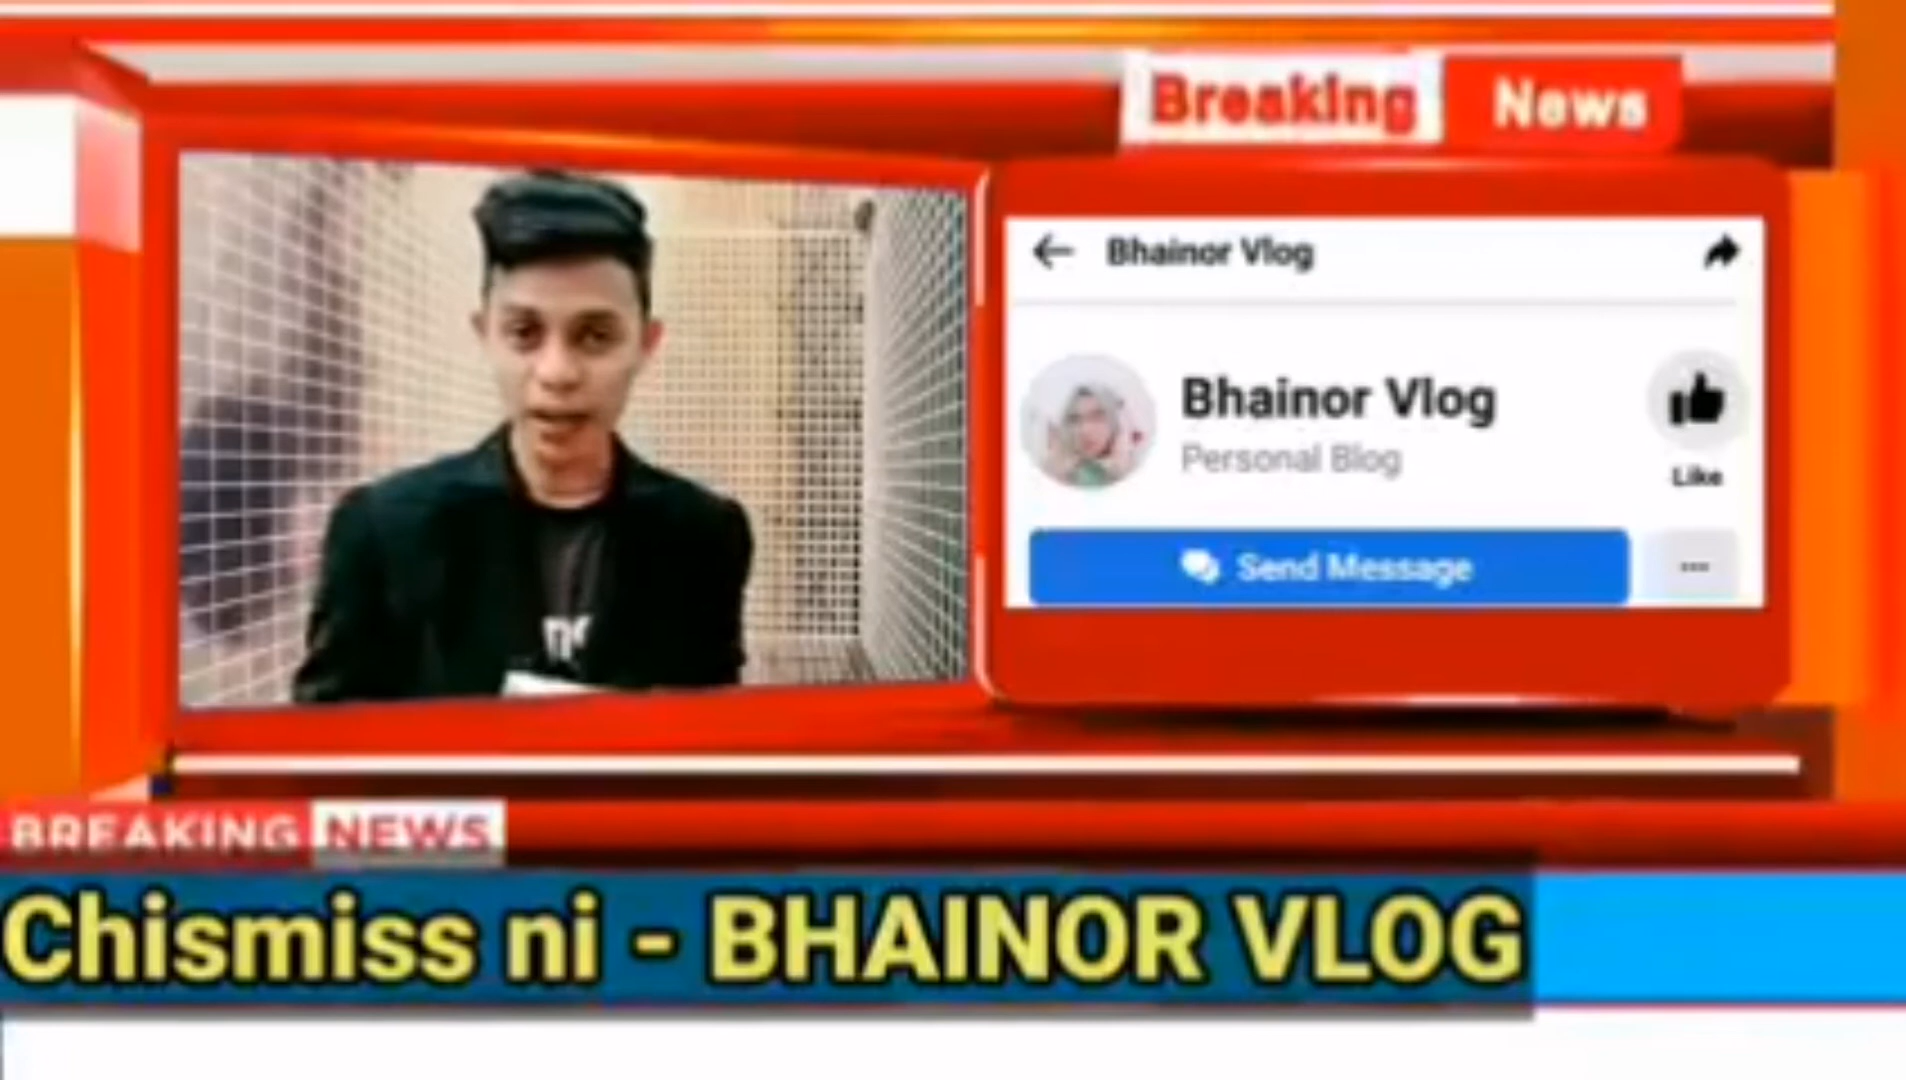 Breaking News
Bhainor Vlog
Bhainor Vlog
Personal Blog
Like
Send Message
BREAKING NEWS
Chismiss ni - BHAINOR VLOG